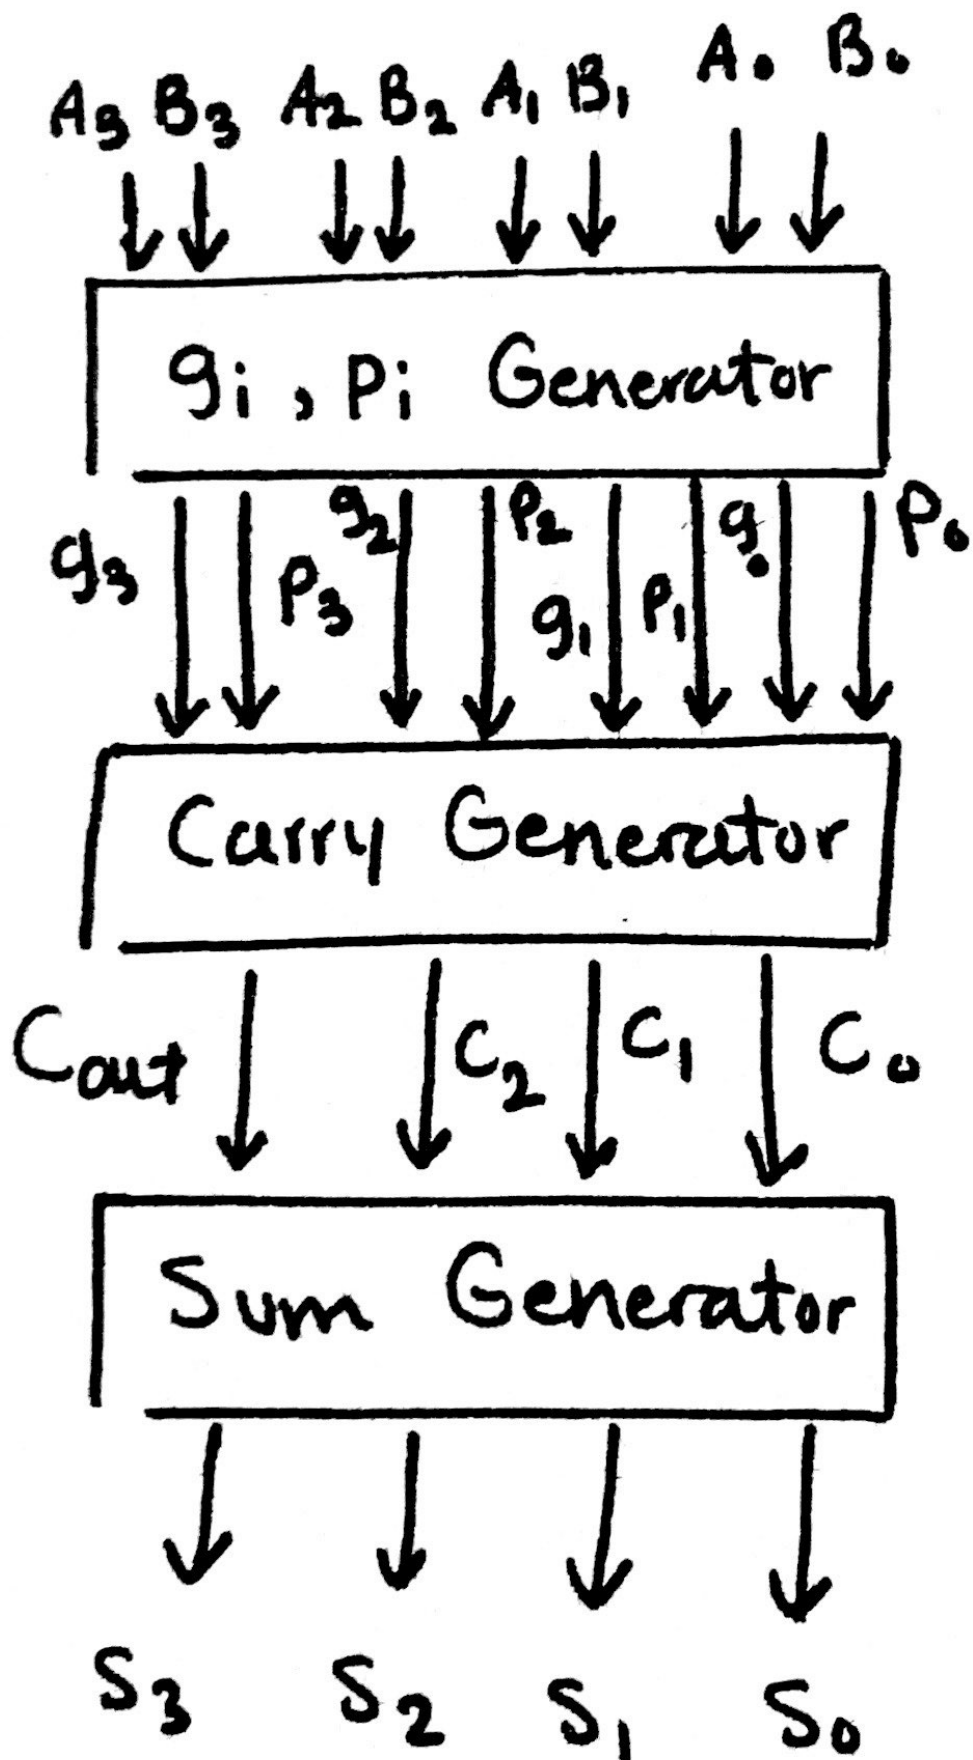 A3 B3 A2 B2 A1 B1 A0 B0
gi, pi Generator
g3 p3 g2 p2 g1 p1 g0 p0
Carry Generator
Cout C2 C1 C0
Sum Generator
S3 S2 S1 S0